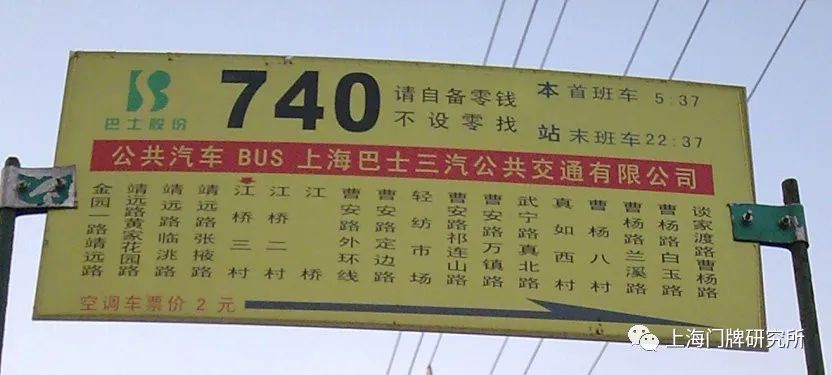 巴士股份
740
请自备零钱
不设零找
本站
首班车 5:37
末班车 22:37
公共汽车 BUS 上海巴士三汽公共交通有限公司
金园一路靖远路
靖远路黄家花园路
靖远路临洮路
靖远路张掖路
江桥三村
江桥二村
江桥
曹安路外环线
曹安路定边路
轻纺市场
曹安路祁连山路
曹安路万镇路
武宁路真北路
真如西村
曹杨八村
曹杨路兰溪路
曹杨路白玉路
谈家渡路曹杨路
空调车票价 2 元
上海门牌研究所